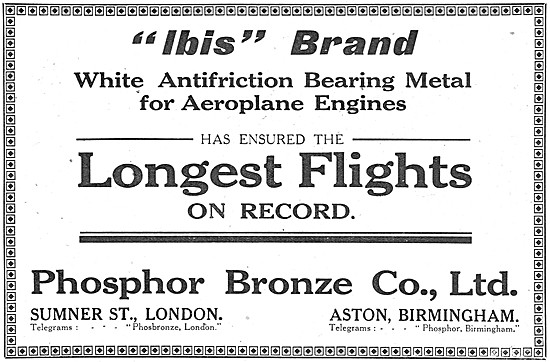 "Ibis" Brand
White Antifriction Bearing Metal
for Aeroplane Engines
HAS ENSURED THE
Longest Flights
ON RECORD.
Phosphor Bronze Co., Ltd.
SUMNER ST., LONDON. ASTON, BIRMINGHAM.
Telegrams : - - - "Phosbronze, London." Telegrams : - - "Phosphor, Birmingham."